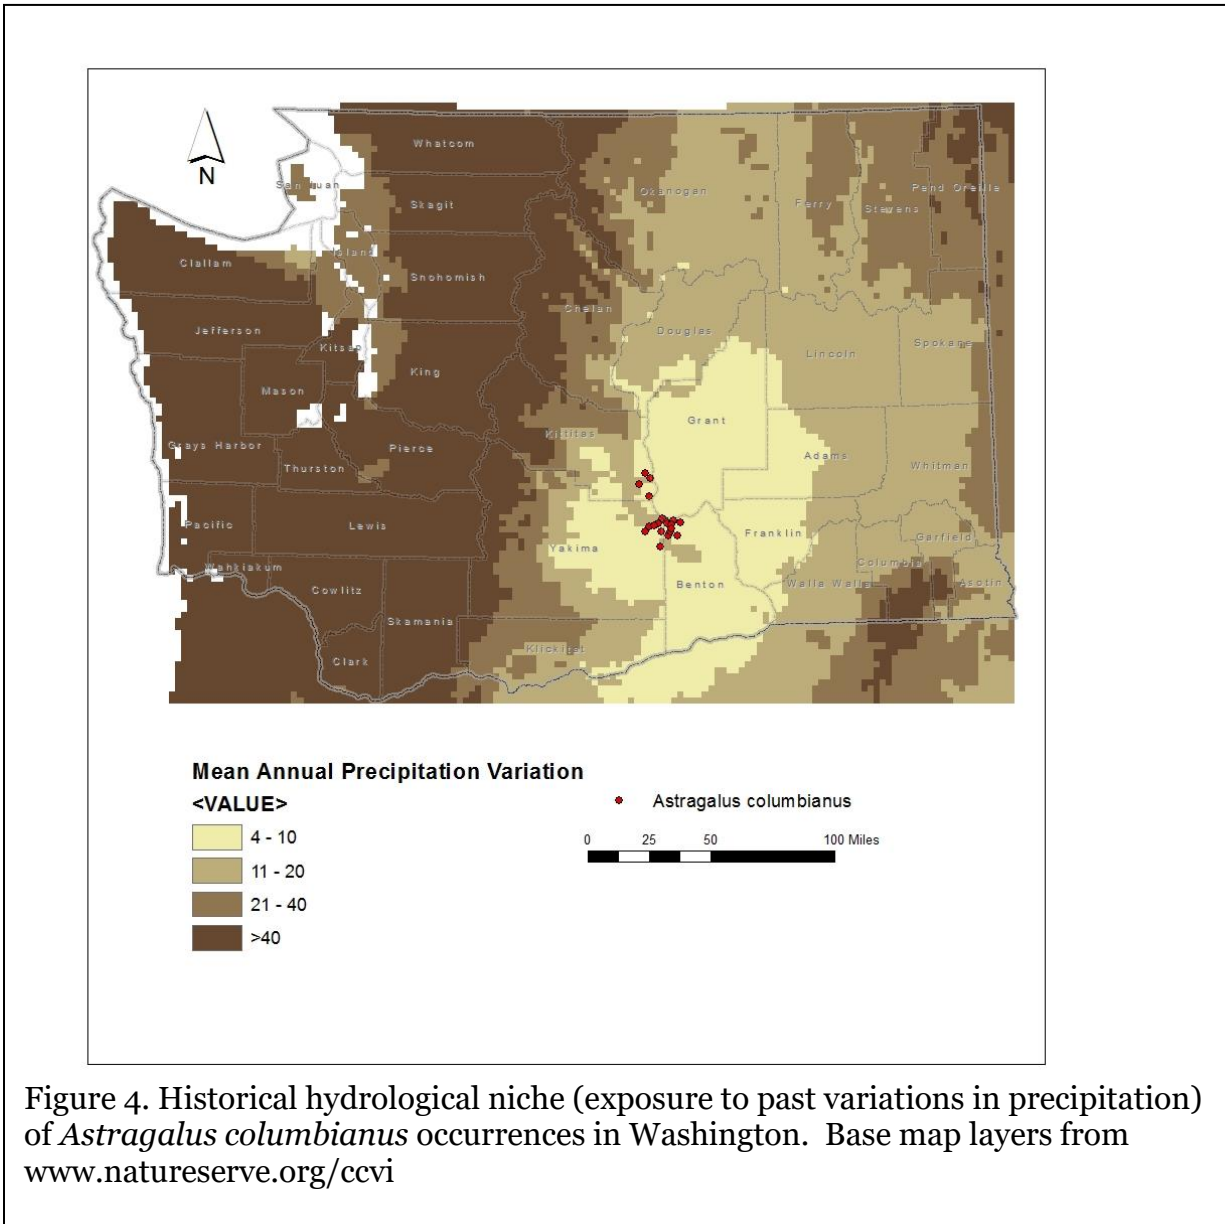 N
Whatcom
San Juan
Skagit
Okanogan
Ferry
Stevens
Pend Oreille
Island
Clallam
Snohomish
Chelan
Jefferson
Kitsap
Douglas
Lincoln
Spokane
King
Mason
Grant
Grays Harbor
Kittitas
Pierce
Adams
Thurston
Whitman
Pacific
Lewis
Yakima
Franklin
Garfield
Wahkiakum
Columbia
Cowlitz
Benton
Walla Walla
Asotin
Skamania
Klickitat
Clark
Mean Annual Precipitation Variation
<VALUE>
4 - 10
11 - 20
21 - 40
>40
Astragalus columbianus
0 25 50 100 Miles
Figure 4. Historical hydrological niche (exposure to past variations in precipitation)
of Astragalus columbianus occurrences in Washington. Base map layers from
www.natureserve.org/ccvi